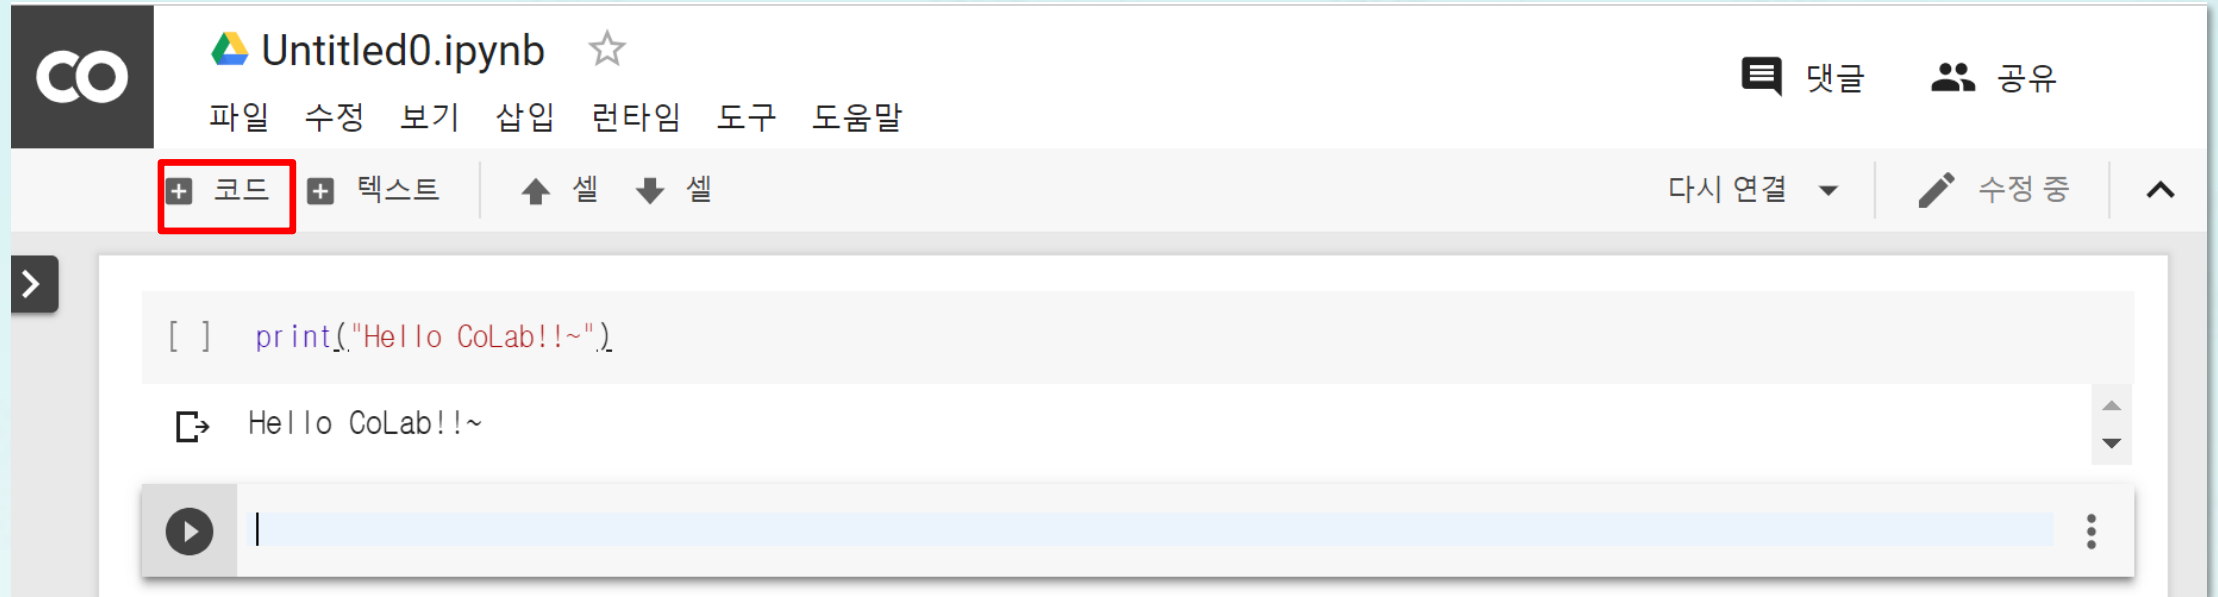 CO
Untitled0.ipynb
댓글 공유
파일 수정 보기 삽입 런타임 도구 도움말
코드 텍스트 셀 셀 다시 연결 수정 중
[ ] print("Hello CoLab!!~")
Hello CoLab!!~